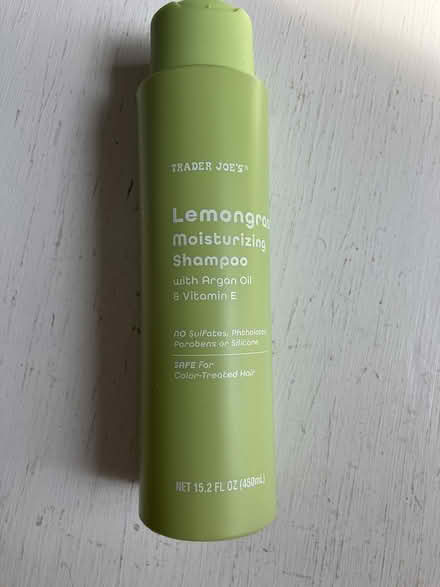 TRADER JOE'S™
Lemongras
Moisturizing
Shampoo
with Argan Oil
& Vitamin E
NO Sulfates, Phthalates,
Parabens or Silicone
SAFE For
Color-Treated Hair
NET 15.2 FL OZ (450mL)